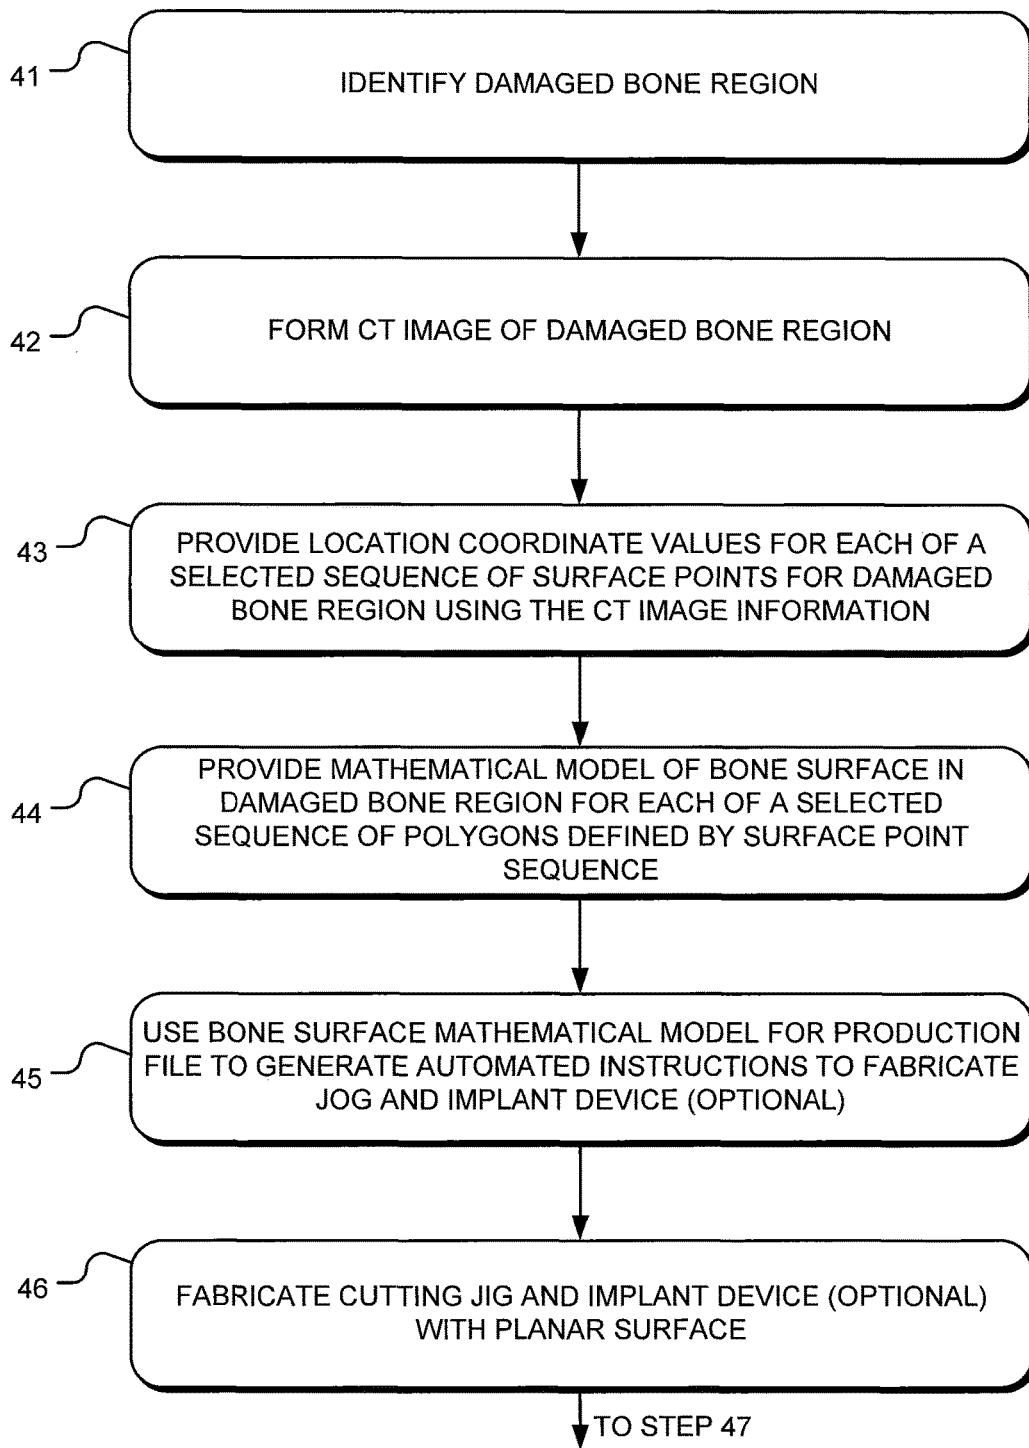 41
IDENTIFY DAMAGED BONE REGION
42
FORM CT IMAGE OF DAMAGED BONE REGION
43
PROVIDE LOCATION COORDINATE VALUES FOR EACH OF A
SELECTED SEQUENCE OF SURFACE POINTS FOR DAMAGED
BONE REGION USING THE CT IMAGE INFORMATION
44
PROVIDE MATHEMATICAL MODEL OF BONE SURFACE IN
DAMAGED BONE REGION FOR EACH OF A SELECTED
SEQUENCE OF POLYGONS DEFINED BY SURFACE POINT
SEQUENCE
45
USE BONE SURFACE MATHEMATICAL MODEL FOR PRODUCTION
FILE TO GENERATE AUTOMATED INSTRUCTIONS TO FABRICATE
JOG AND IMPLANT DEVICE (OPTIONAL)
46
FABRICATE CUTTING JIG AND IMPLANT DEVICE (OPTIONAL)
WITH PLANAR SURFACE
TO STEP 47